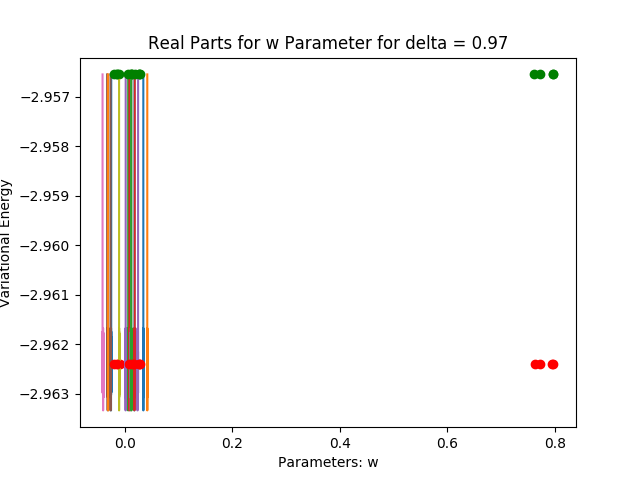 Real Parts for w Parameter for delta = 0.97
Variational Energy
−2.957
−2.958
−2.959
−2.960
−2.961
−2.962
−2.963
0.0 0.2 0.4 0.6 0.8
Parameters: w